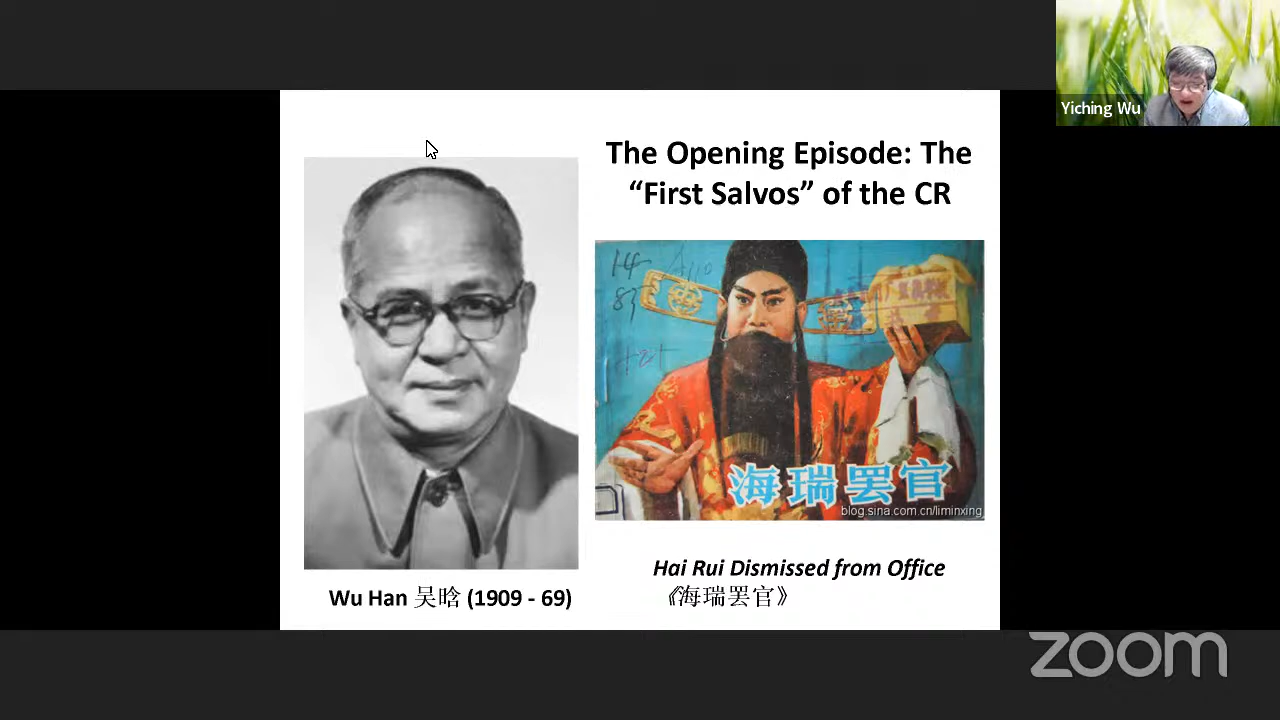 Yiching Wu
The Opening Episode: The
“First Salvos” of the CR
14
海瑞罢官
blog.sina.com.cn/liminxing
Hai Rui Dismissed from Office
《海瑞罢官》
Wu Han 吴晗 (1909 - 69)
zoom